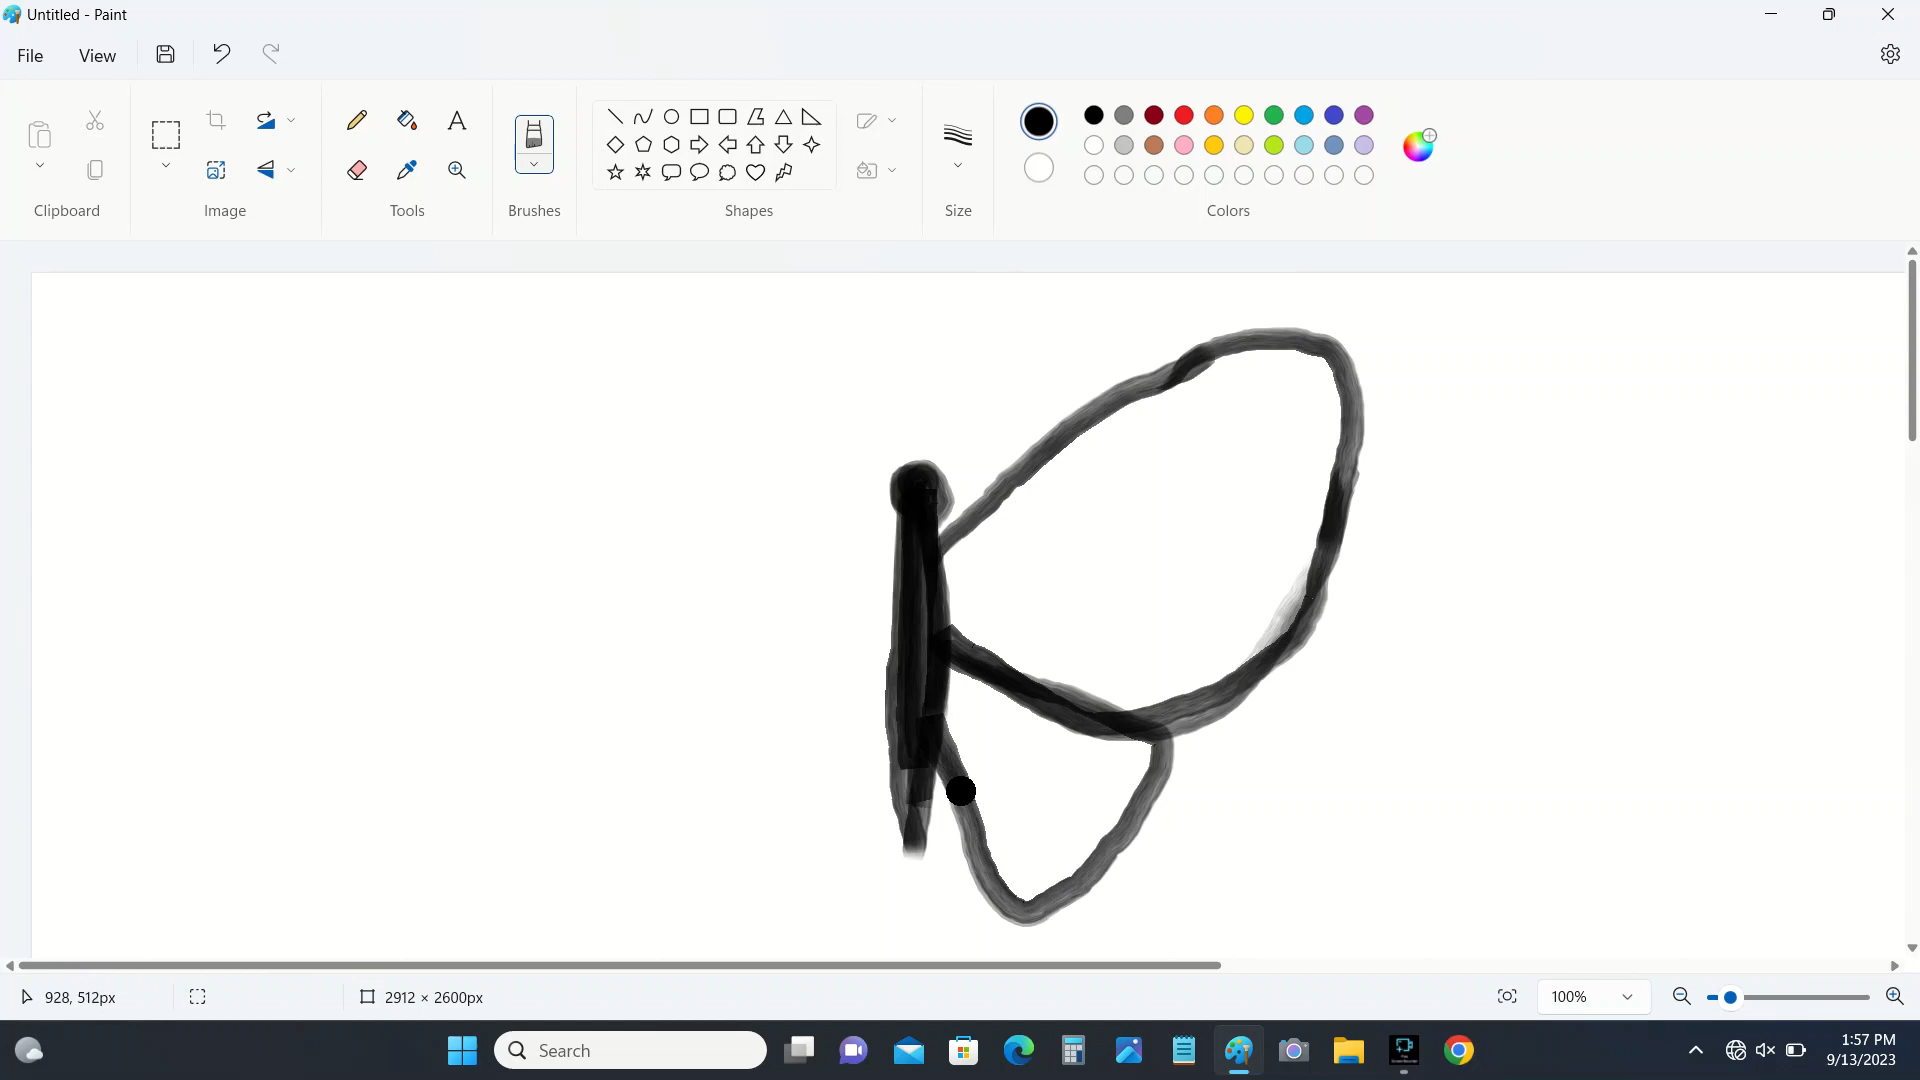 Untitled - Paint
File View
Clipboard Image Tools Brushes Shapes Size Colors
928, 512px 2912 × 2600px 100%
Search
1:57 PM
9/13/2023